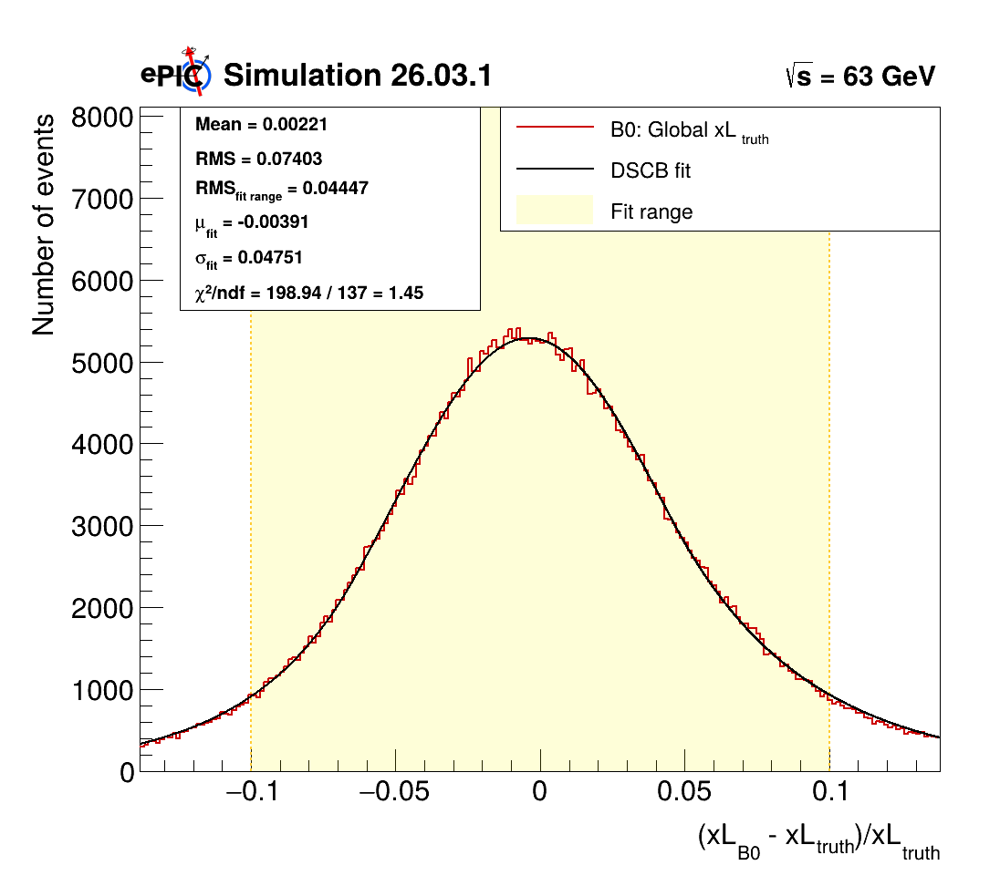 ePIC Simulation 26.03.1
√s = 63 GeV
Number of events
8000
7000
6000
5000
4000
3000
2000
1000
0
Mean = 0.00221
RMS = 0.07403
RMSfit range = 0.04447
μfit = -0.00391
σfit = 0.04751
χ²/ndf = 198.94 / 137 = 1.45
B0: Global xL truth
DSCB fit
Fit range
−0.1 −0.05 0 0.05 0.1
(xLB0 - xLtruth)/xLtruth